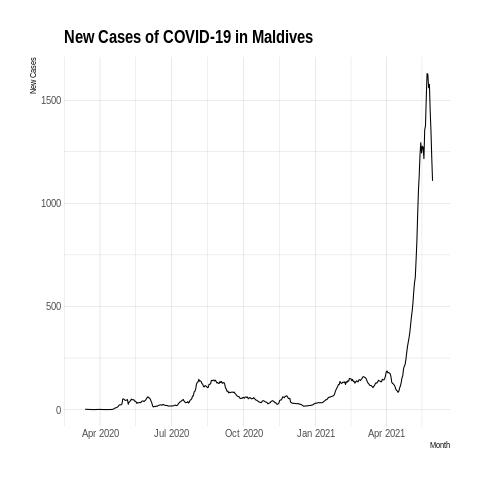 New Cases of COVID-19 in Maldives
New Cases
1500
1000
500
0
Apr 2020 Jul 2020 Oct 2020 Jan 2021 Apr 2021
Month